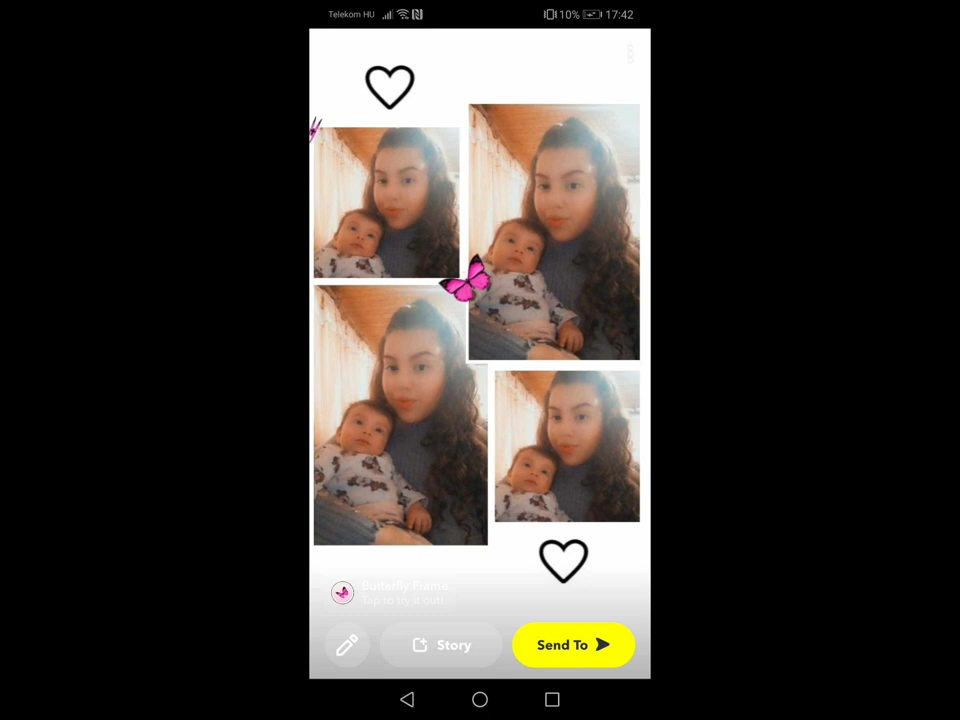 Telekom HU 10% 17:42
Butterfly Frame
Tap to try it out!
Story Send To